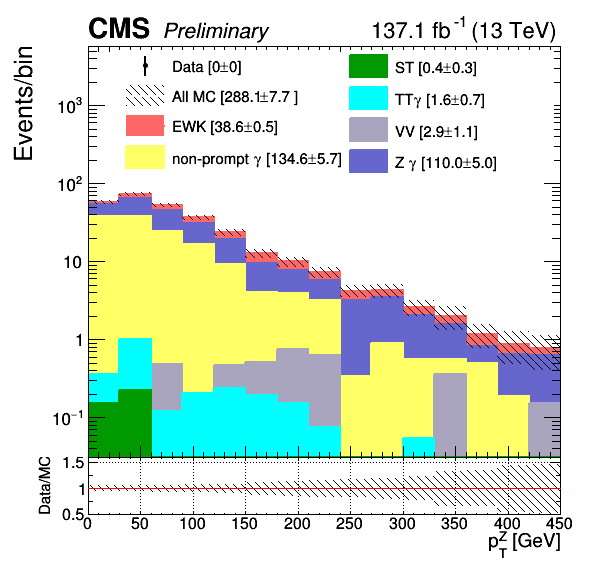 CMS Preliminary 137.1 fb⁻¹ (13 TeV)
Events/bin
Data [0±0]
All MC [288.1±7.7 ]
EWK [38.6±0.5]
non-prompt γ [134.6±5.7]
ST [0.4±0.3]
TTγ [1.6±0.7]
VV [2.9±1.1]
Z γ [110.0±5.0]
10³
10²
10
1
10⁻¹
Data/MC
1.5
1
0.5
0 50 100 150 200 250 300 350 400 450
p_T^Z [GeV]